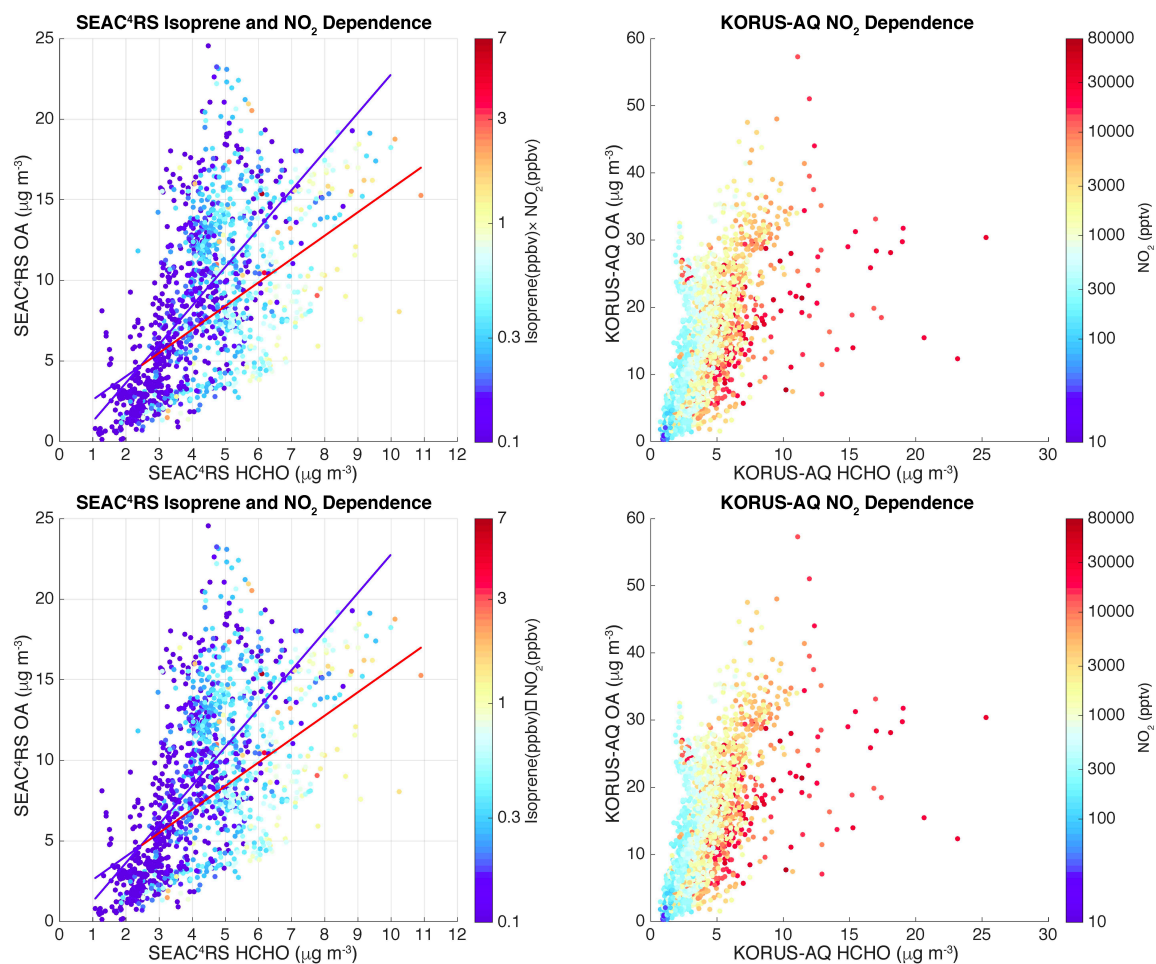 SEAC⁴RS Isoprene and NO₂ Dependence
25
20
15
10
5
0
SEAC⁴RS OA (μg m⁻³)
0 1 2 3 4 5 6 7 8 9 10 11 12
SEAC⁴RS HCHO (μg m⁻³)
7
3
1
0.3
0.1
Isoprene(ppbv)× NO₂(ppbv)
KORUS-AQ NO₂ Dependence
60
50
40
30
20
10
0
KORUS-AQ OA (μg m⁻³)
0 5 10 15 20 25 30
KORUS-AQ HCHO (μg m⁻³)
80000
30000
10000
3000
1000
300
100
10
NO₂ (pptv)
SEAC⁴RS Isoprene and NO₂ Dependence
25
20
15
10
5
0
SEAC⁴RS OA (μg m⁻³)
0 1 2 3 4 5 6 7 8 9 10 11 12
SEAC⁴RS HCHO (μg m⁻³)
7
3
1
0.3
0.1
Isoprene(ppbv)□ NO₂(ppbv)
KORUS-AQ NO₂ Dependence
60
50
40
30
20
10
0
KORUS-AQ OA (μg m⁻³)
0 5 10 15 20 25 30
KORUS-AQ HCHO (μg m⁻³)
80000
30000
10000
3000
1000
300
100
10
NO₂ (pptv)